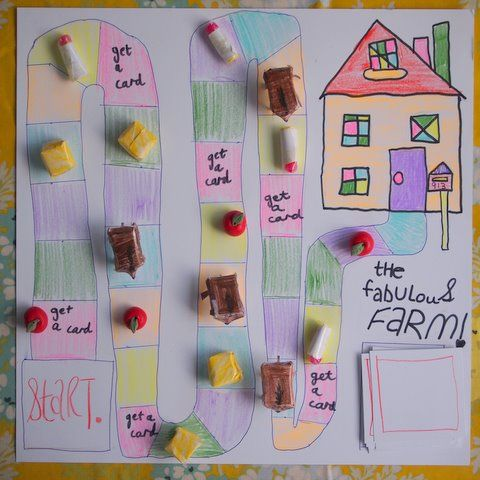 get
a
card
get
a
card
get
a
card
get
a card
get
a
card
get a
card
START.
the
fabulous
FARM!